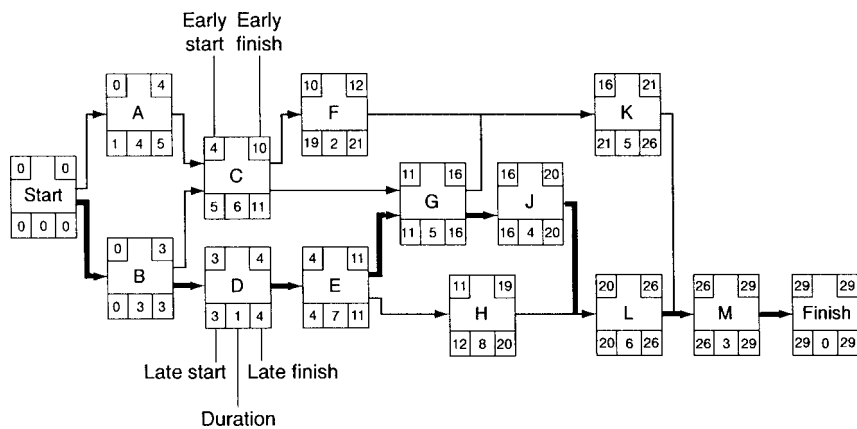 Early Early
start finish
0 4
A
1 4 5
10 12
F
19 2 21
16 21
K
21 5 26
4 10
C
5 6 11
0 0
Start
0 0 0
11 16
G
11 5 16
16 20
J
16 4 20
0 3
B
0 3 3
3 4
D
3 1 4
4 11
E
4 7 11
11 19
H
12 8 20
20 26
L
20 6 26
26 29
M
26 3 29
29 29
Finish
29 0 29
Late start Late finish
Duration